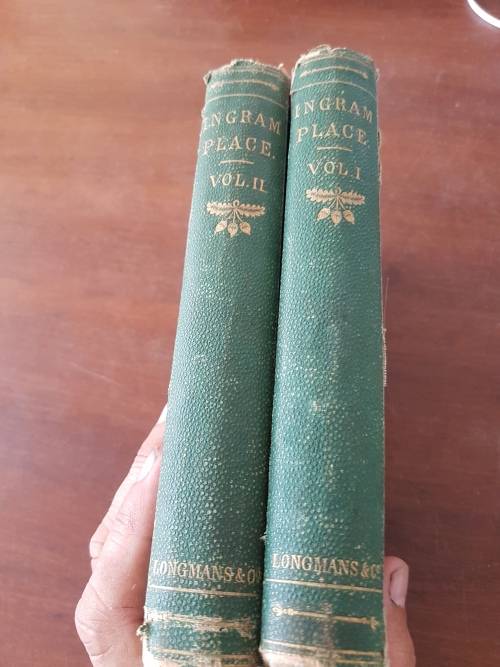 INGRAM
PLACE.
VOL. II
LONGMANS & Co
INGRAM
PLACE.
VOL. I
LONGMANS & Co